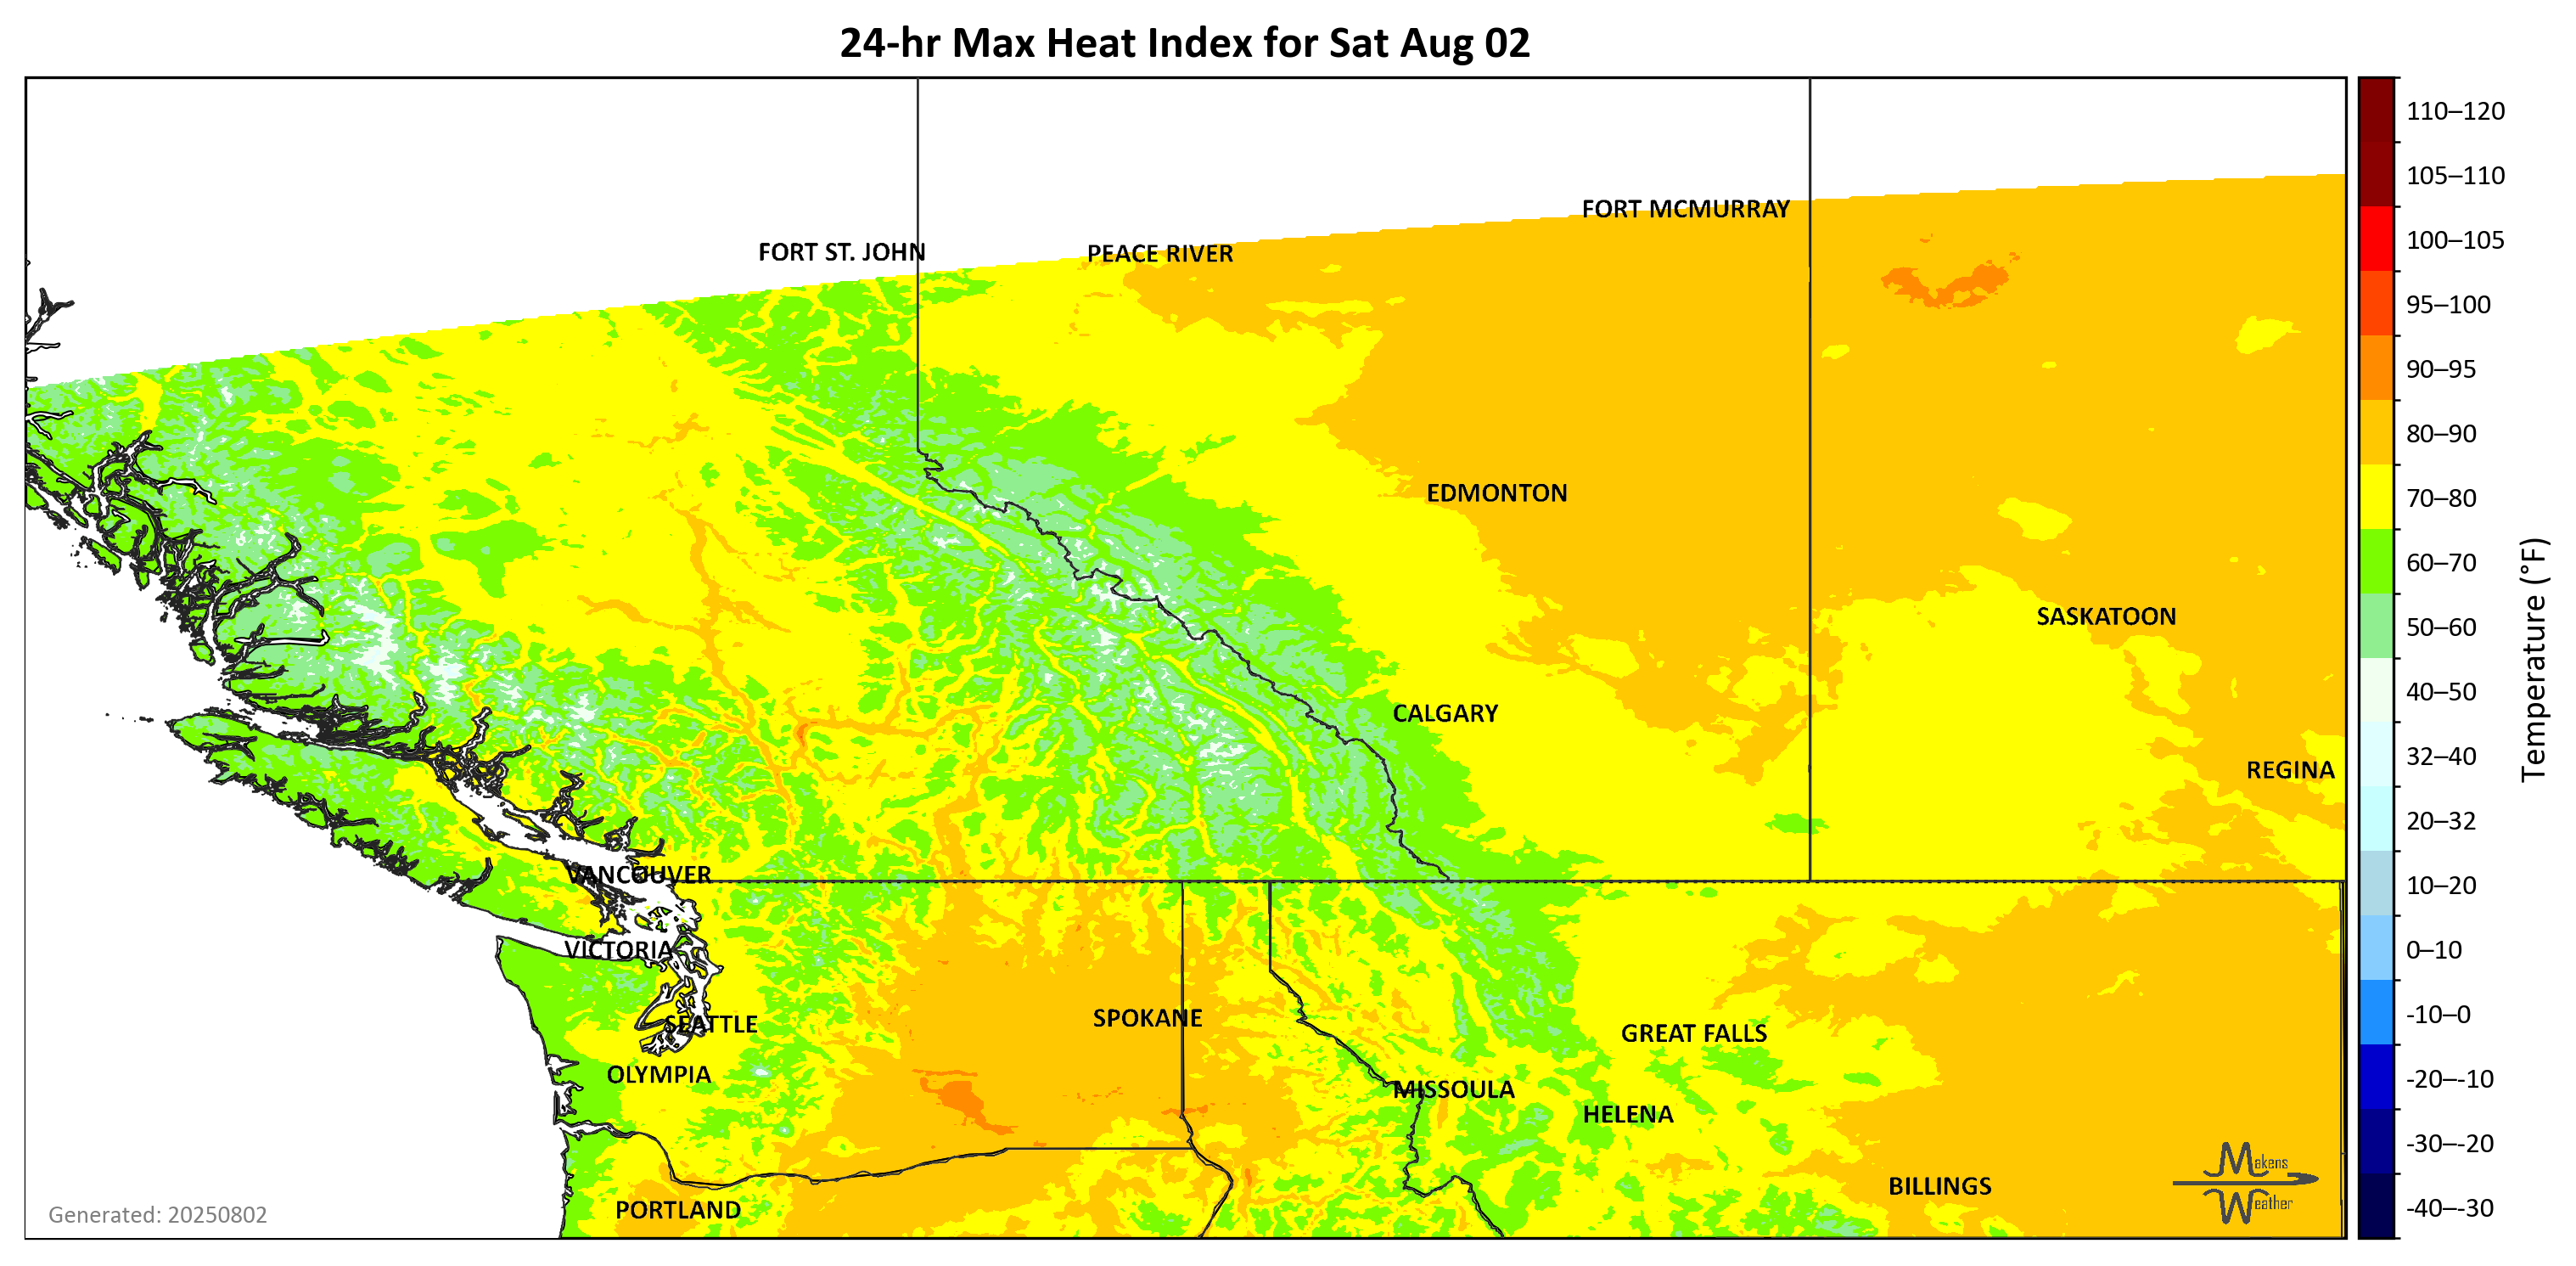 24-hr Max Heat Index for Sat Aug 02
FORT MCMURRAY
FORT ST. JOHN
PEACE RIVER
EDMONTON
SASKATOON
CALGARY
REGINA
VANCOUVER
VICTORIA
SEATTLE
SPOKANE
GREAT FALLS
OLYMPIA
MISSOULA
HELENA
BILLINGS
PORTLAND
Makens
Weather
Generated: 20250802
110–120
105–110
100–105
95–100
90–95
80–90
70–80
60–70
50–60
40–50
32–40
20–32
10–20
0–10
-10–0
-20–-10
-30–-20
-40–-30
Temperature (°F)